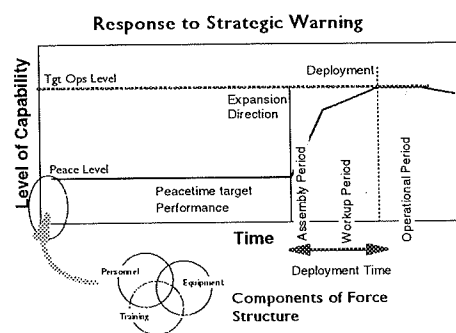 Response to Strategic Warning
Level of Capability
Tgt Ops Level
Deployment
Expansion
Direction
Peace Level
Peacetime target
Performance
Assembly Period
Workup Period
Operational Period
Time
Deployment Time
Personnel
Equipment
Training
Components of Force
Structure